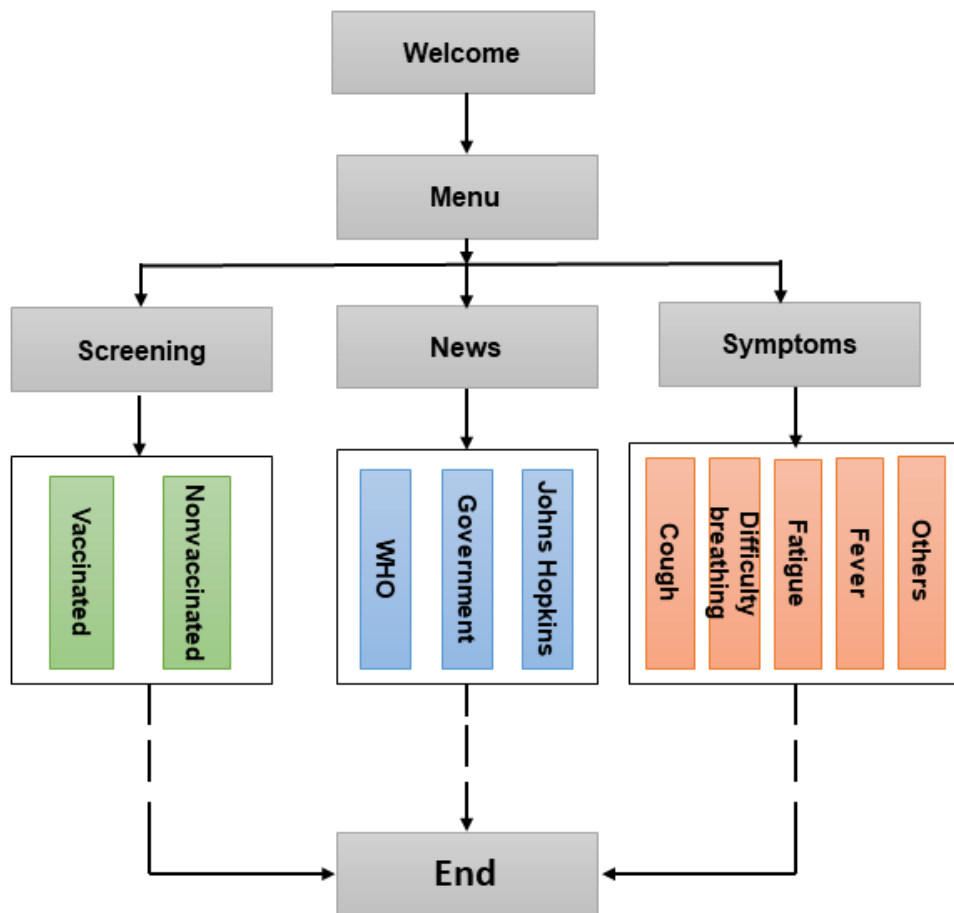 Welcome
Menu
Screening
News
Symptoms
Vaccinated
Nonvaccinated
WHO
Government
Johns Hopkins
Cough
Difficulty
breathing
Fatigue
Fever
Others
End